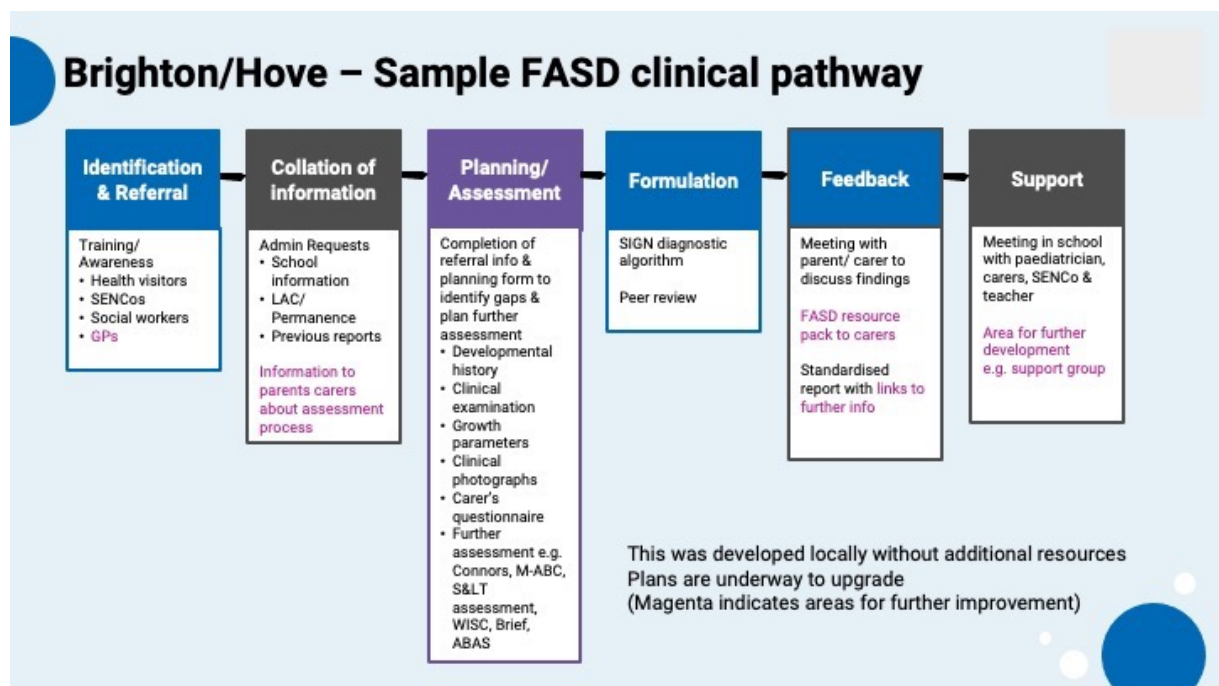 Brighton/Hove – Sample FASD clinical pathway
Identification
& Referral
Training/
Awareness
• Health visitors
• SENCos
• Social workers
• GPs
Collation of
information
Admin Requests
• School
information
• LAC/
Permanence
• Previous reports
Information to
parents carers
about assessment
process
Planning/
Assessment
Completion of
referral info &
planning form to
identify gaps &
plan further
assessment
• Developmental
history
• Clinical
examination
• Growth
parameters
• Clinical
photographs
• Carer's
questionnaire
• Further
assessment e.g.
Connors, M-ABC,
S&LT
assessment,
WISC, Brief,
ABAS
Formulation
SIGN diagnostic
algorithm
Peer review
Feedback
Meeting with
parent/ carer to
discuss findings
FASD resource
pack to carers
Standardised
report with links to
further info
Support
Meeting in school
with paediatrician,
carers, SENCo &
teacher
Area for further
development
e.g. support group
This was developed locally without additional resources
Plans are underway to upgrade
(Magenta indicates areas for further improvement)